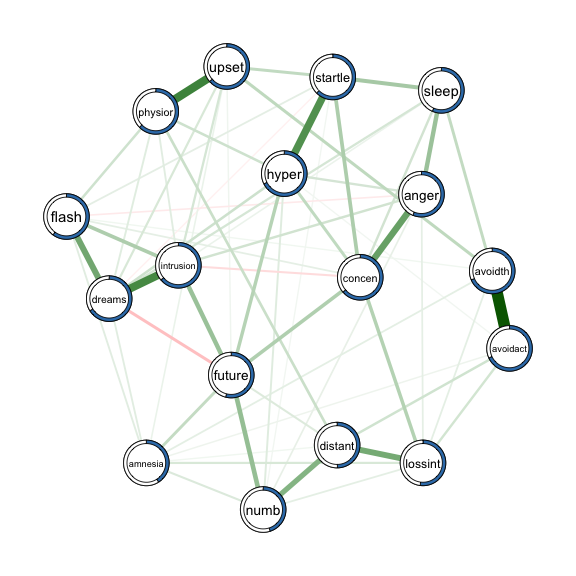 upset
startle
sleep
physior
hyper
anger
flash
intrusion
avoidth
concen
dreams
avoidact
future
distant
amnesia
lossint
numb